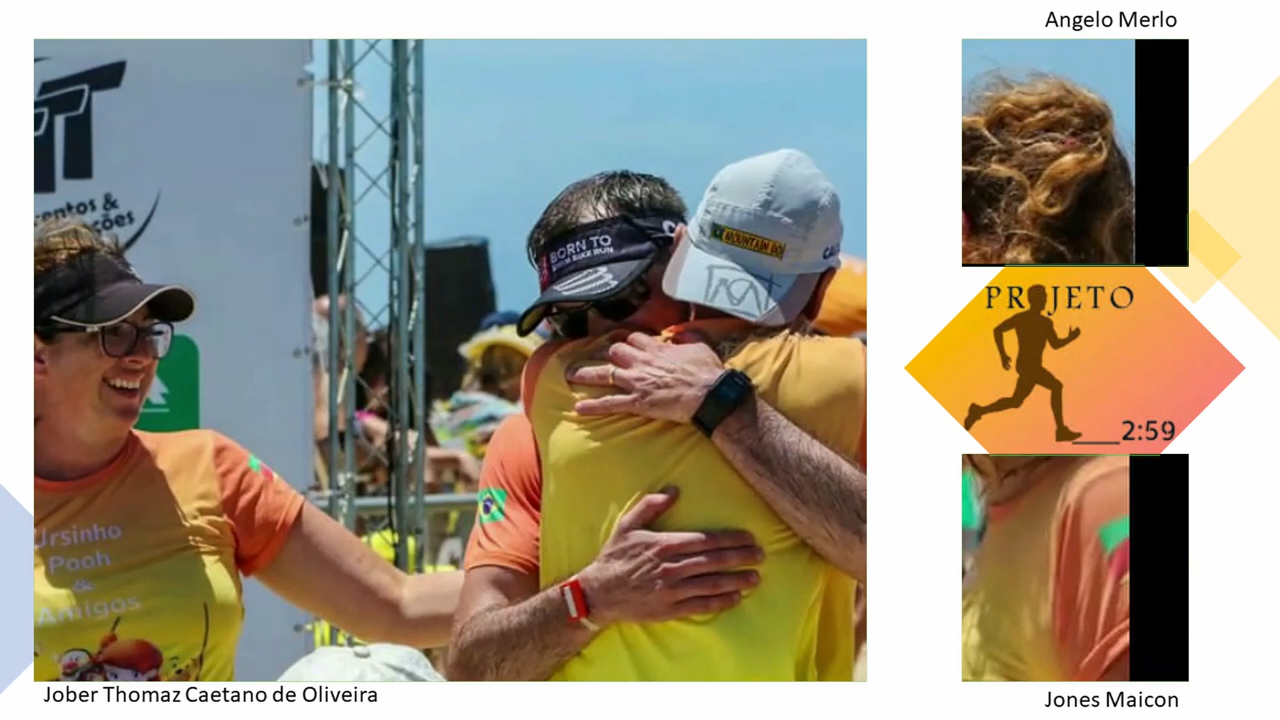 Angelo Merlo
entos &
ções
BORN TO
SWIM BIKE RUN
MOUNTAIN DO
Ursinho
Pooh
&
Amigos
PROJETO
2:59
Jober Thomaz Caetano de Oliveira
Jones Maicon